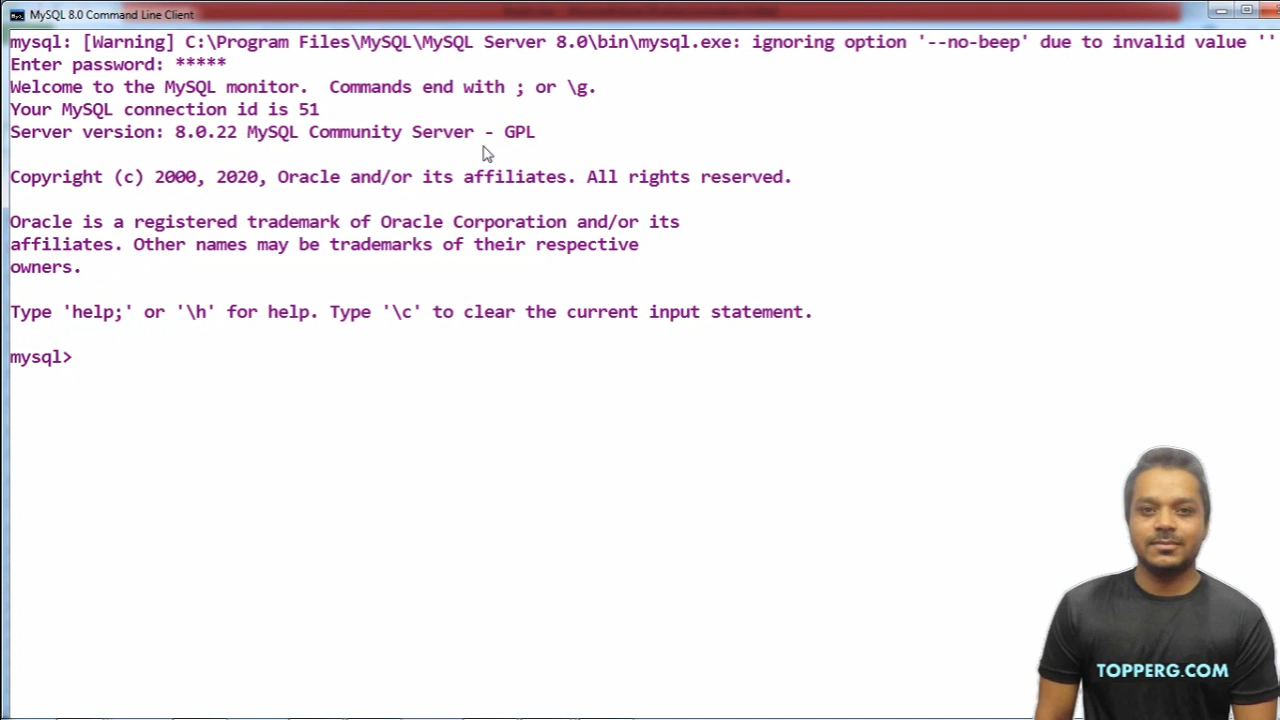 MySQL 8.0 Command Line Client
mysql: [Warning] C:\Program Files\MySQL\MySQL Server 8.0\bin\mysql.exe: ignoring option '--no-beep' due to invalid value ''
Enter password: *****
Welcome to the MySQL monitor.  Commands end with ; or \g.
Your MySQL connection id is 51
Server version: 8.0.22 MySQL Community Server - GPL
Copyright (c) 2000, 2020, Oracle and/or its affiliates. All rights reserved.
Oracle is a registered trademark of Oracle Corporation and/or its
affiliates. Other names may be trademarks of their respective
owners.
Type 'help;' or '\h' for help. Type '\c' to clear the current input statement.
mysql>
TOPPERG.COM